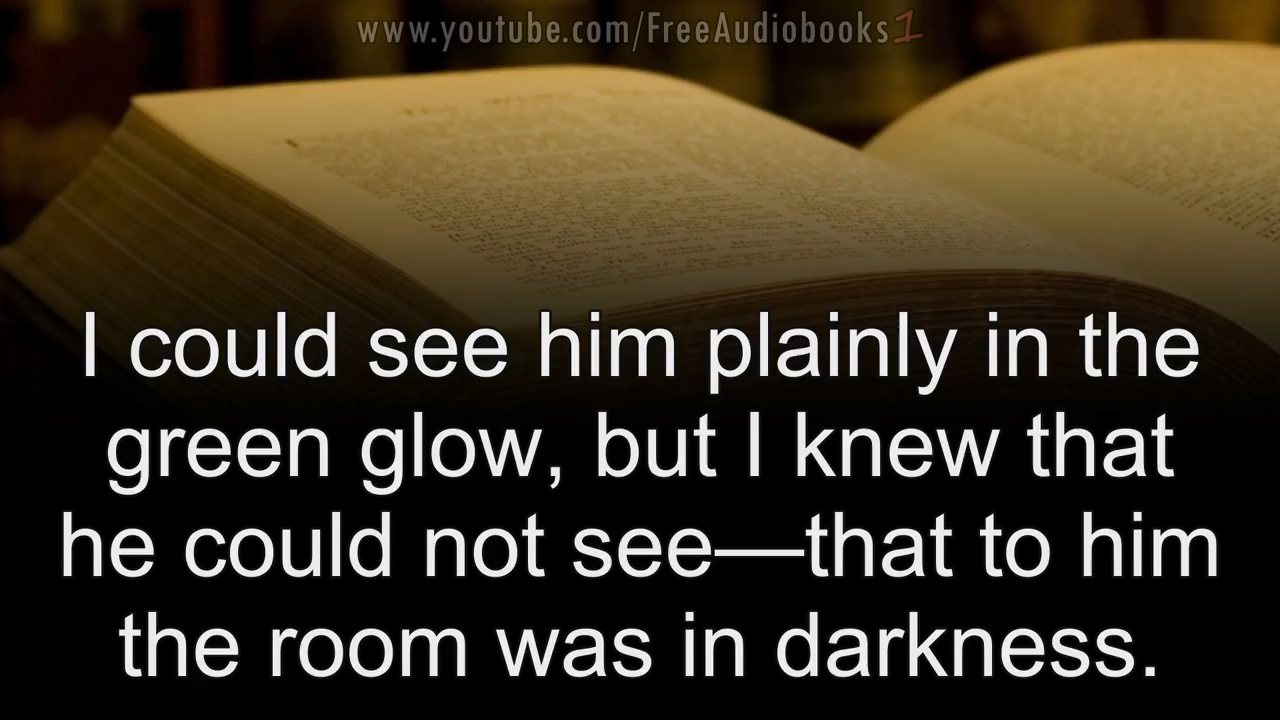 www.youtube.com/FreeAudiobooks1
I could see him plainly in the
green glow, but I knew that
he could not see—that to him
the room was in darkness.